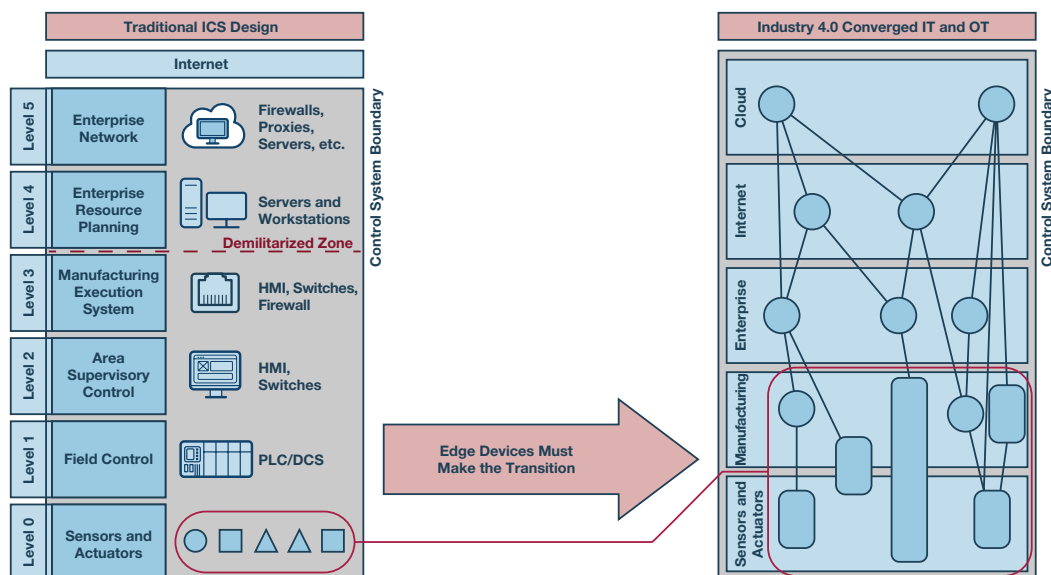 Traditional ICS Design
Internet
Level 5
Enterprise
Network
Firewalls,
Proxies,
Servers, etc.
Level 4
Enterprise
Resource
Planning
Servers and
Workstations
Demilitarized Zone
Level 3
Manufacturing
Execution
System
HMI, Switches,
Firewall
Level 2
Area
Supervisory
Control
HMI,
Switches
Level 1
Field Control
PLC/DCS
Level 0
Sensors and
Actuators
Control System Boundary
Edge Devices Must
Make the Transition
Industry 4.0 Converged IT and OT
Cloud
Internet
Enterprise
Manufacturing
Sensors and
Actuators
Control System Boundary